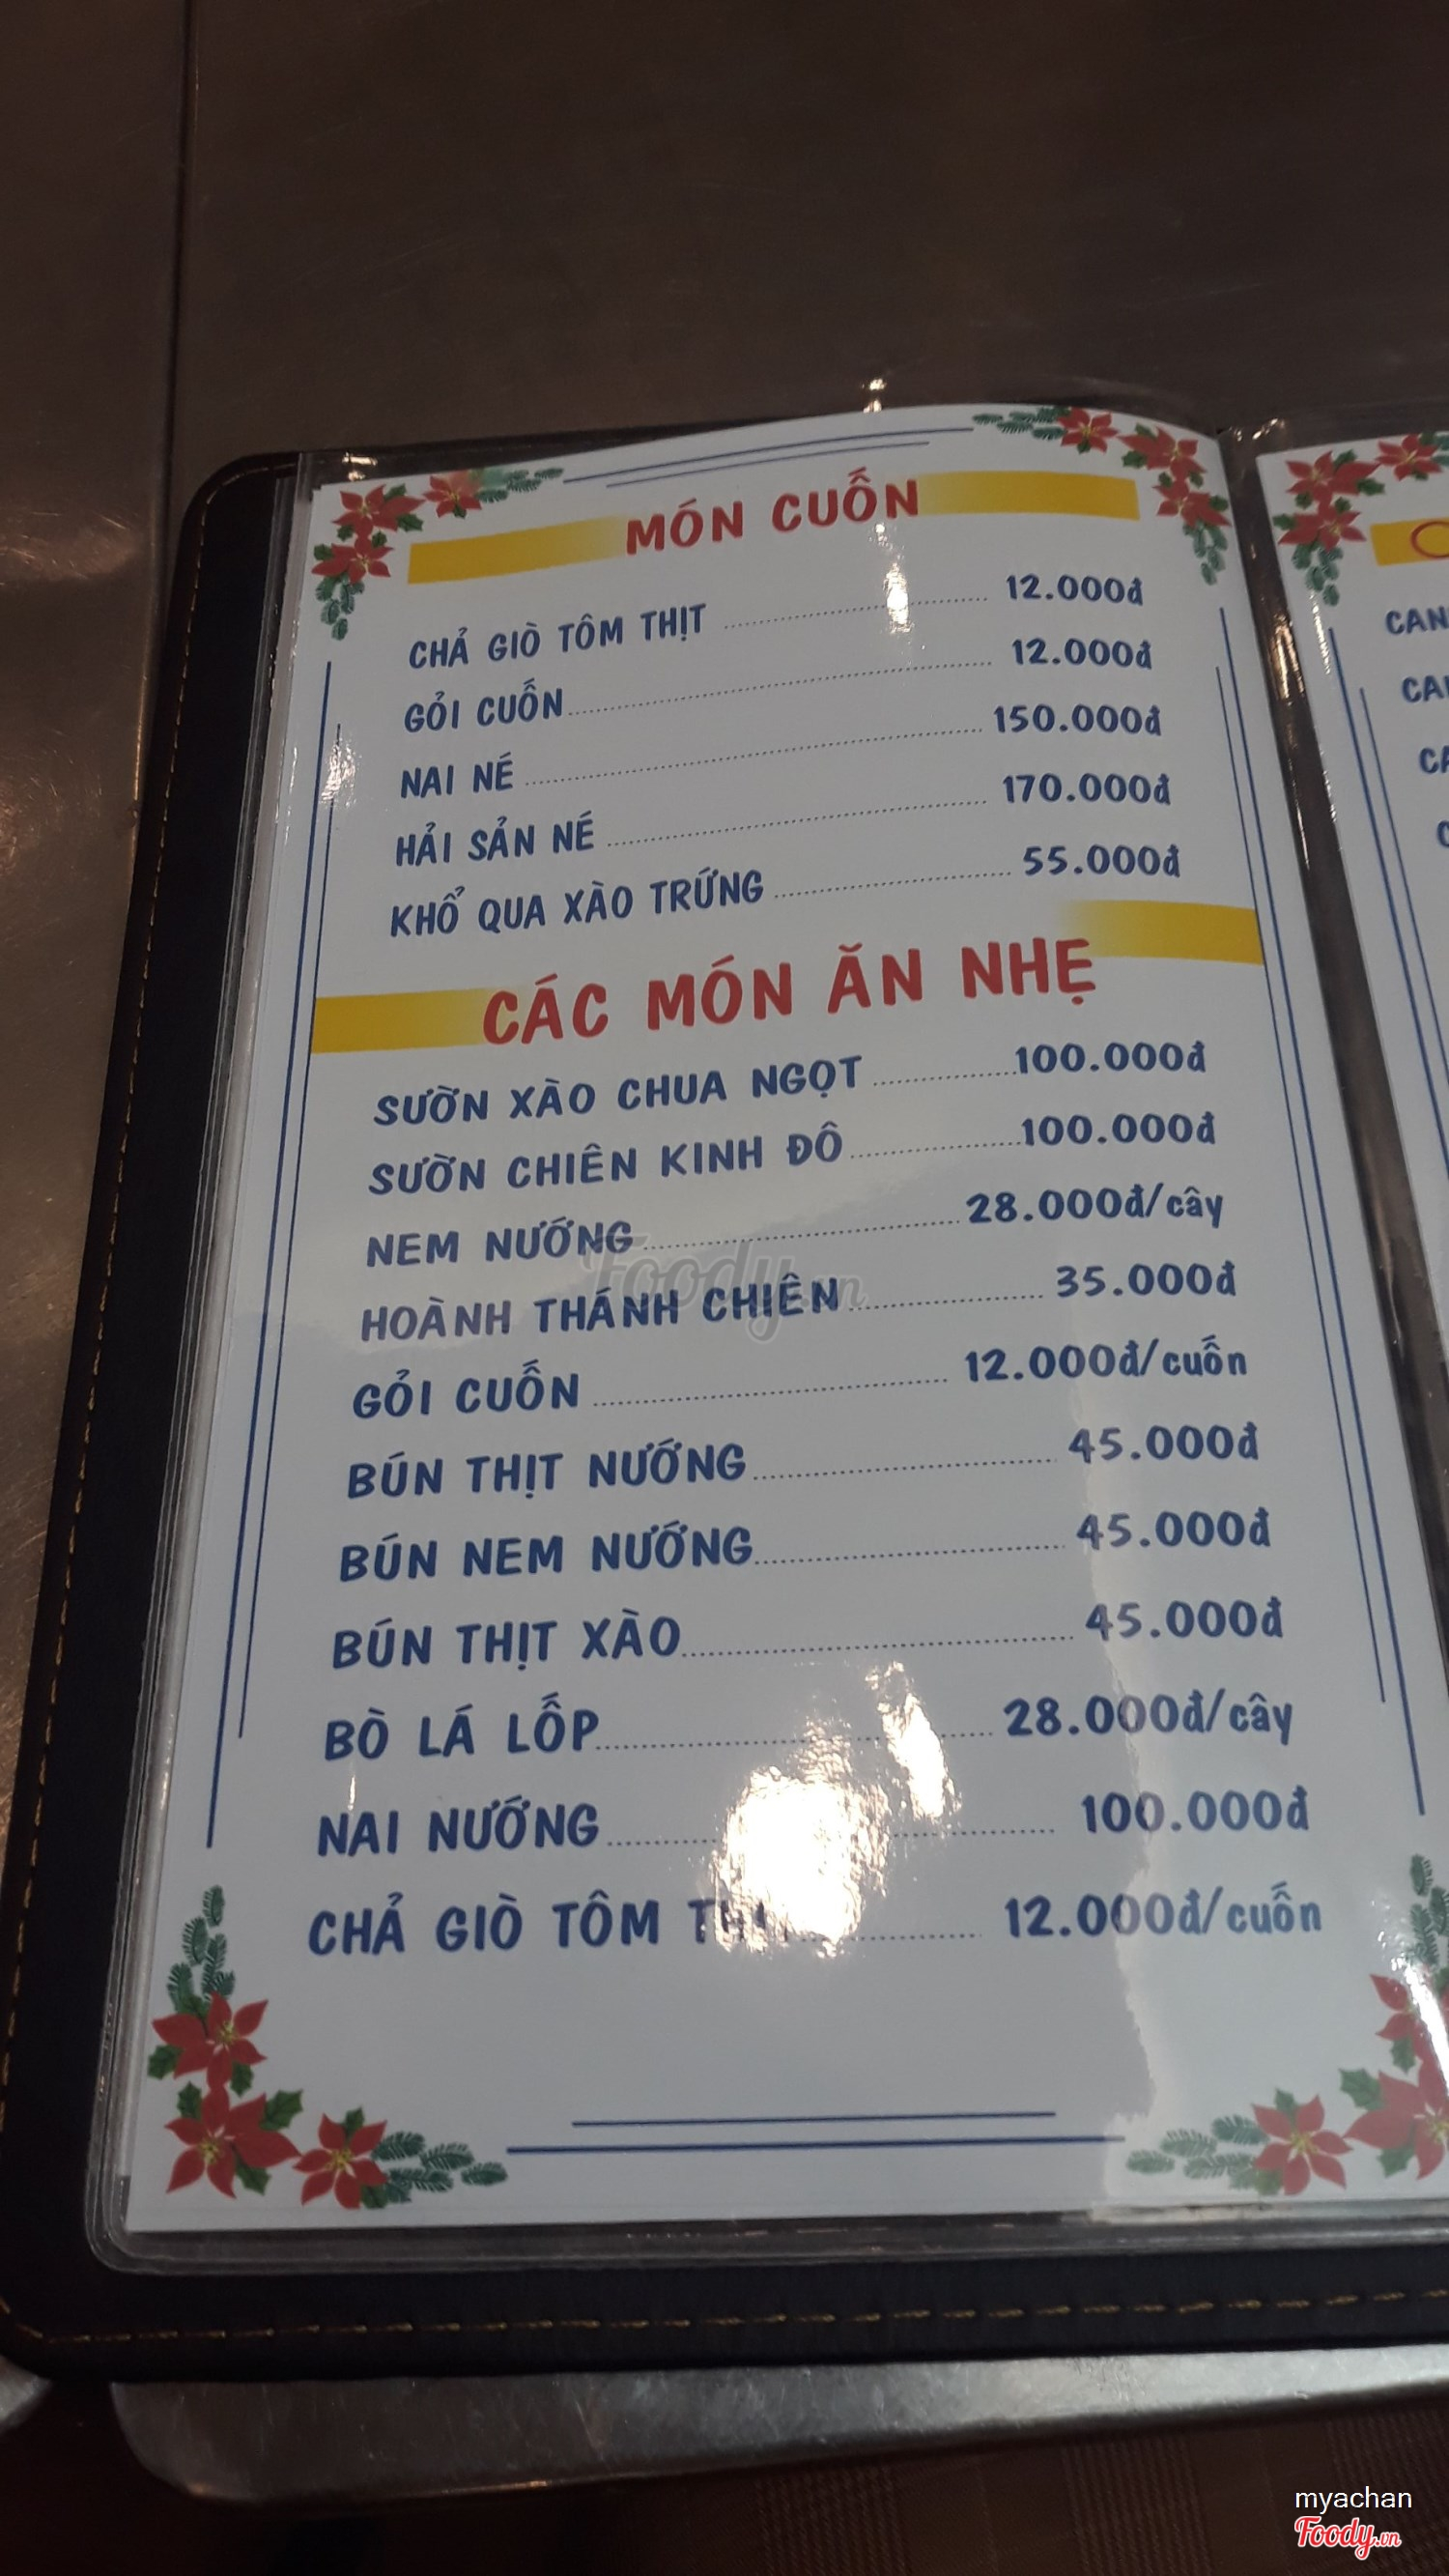 MÓN CUỐN
CHẢ GIÒ TÔM THỊT 12.000đ
GỎI CUỐN 12.000đ
NAI NÉ 150.000đ
HẢI SẢN NÉ 170.000đ
KHỔ QUA XÀO TRỨNG 55.000đ
CÁC MÓN ĂN NHẸ
SƯỜN XÀO CHUA NGỌT 100.000đ
SƯỜN CHIÊN KINH ĐÔ 100.000đ
NEM NƯỚNG 28.000đ/cây
HOÀNH THÁNH CHIÊN 35.000đ
GỎI CUỐN 12.000đ/cuốn
BÚN THỊT NƯỚNG 45.000đ
BÚN NEM NƯỚNG 45.000đ
BÚN THỊT XÀO 45.000đ
BÒ LÁ LỐP 28.000đ/cây
NAI NƯỚNG 100.000đ
CHẢ GIÒ TÔM 12.000đ/cuốn
Foody.vn
myachan
Foody.vn